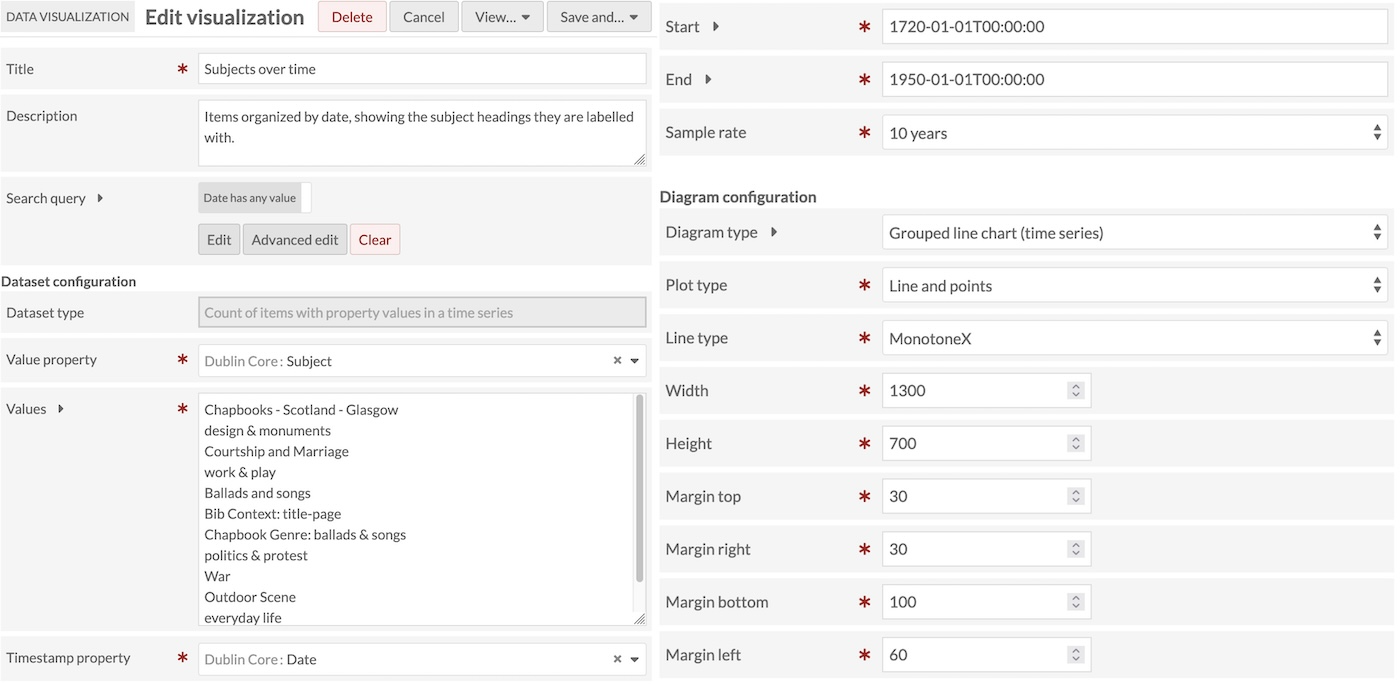 DATA VISUALIZATION Edit visualization Delete Cancel View... Save and...
Title * Subjects over time
Description Items organized by date, showing the subject headings they are labelled
with.
Search query Date has any value
Edit Advanced edit Clear
Dataset configuration
Dataset type Count of items with property values in a time series
Value property * Dublin Core: Subject
Values * Chapbooks - Scotland - Glasgow
design & monuments
Courtship and Marriage
work & play
Ballads and songs
Bib Context: title-page
Chapbook Genre: ballads & songs
politics & protest
War
Outdoor Scene
everyday life
Timestamp property * Dublin Core: Date
Start * 1720-01-01T00:00:00
End * 1950-01-01T00:00:00
Sample rate * 10 years
Diagram configuration
Diagram type Grouped line chart (time series)
Plot type * Line and points
Line type * MonotoneX
Width * 1300
Height * 700
Margin top * 30
Margin right * 30
Margin bottom * 100
Margin left * 60